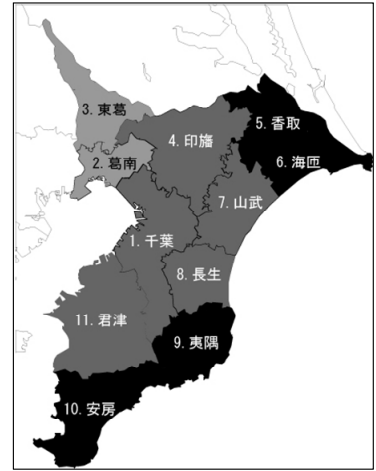 3. 東葛
4. 印旛
5. 香取
2. 葛南
6. 海匝
7. 山武
1. 千葉
8. 長生
11. 君津
9. 夷隅
10. 安房